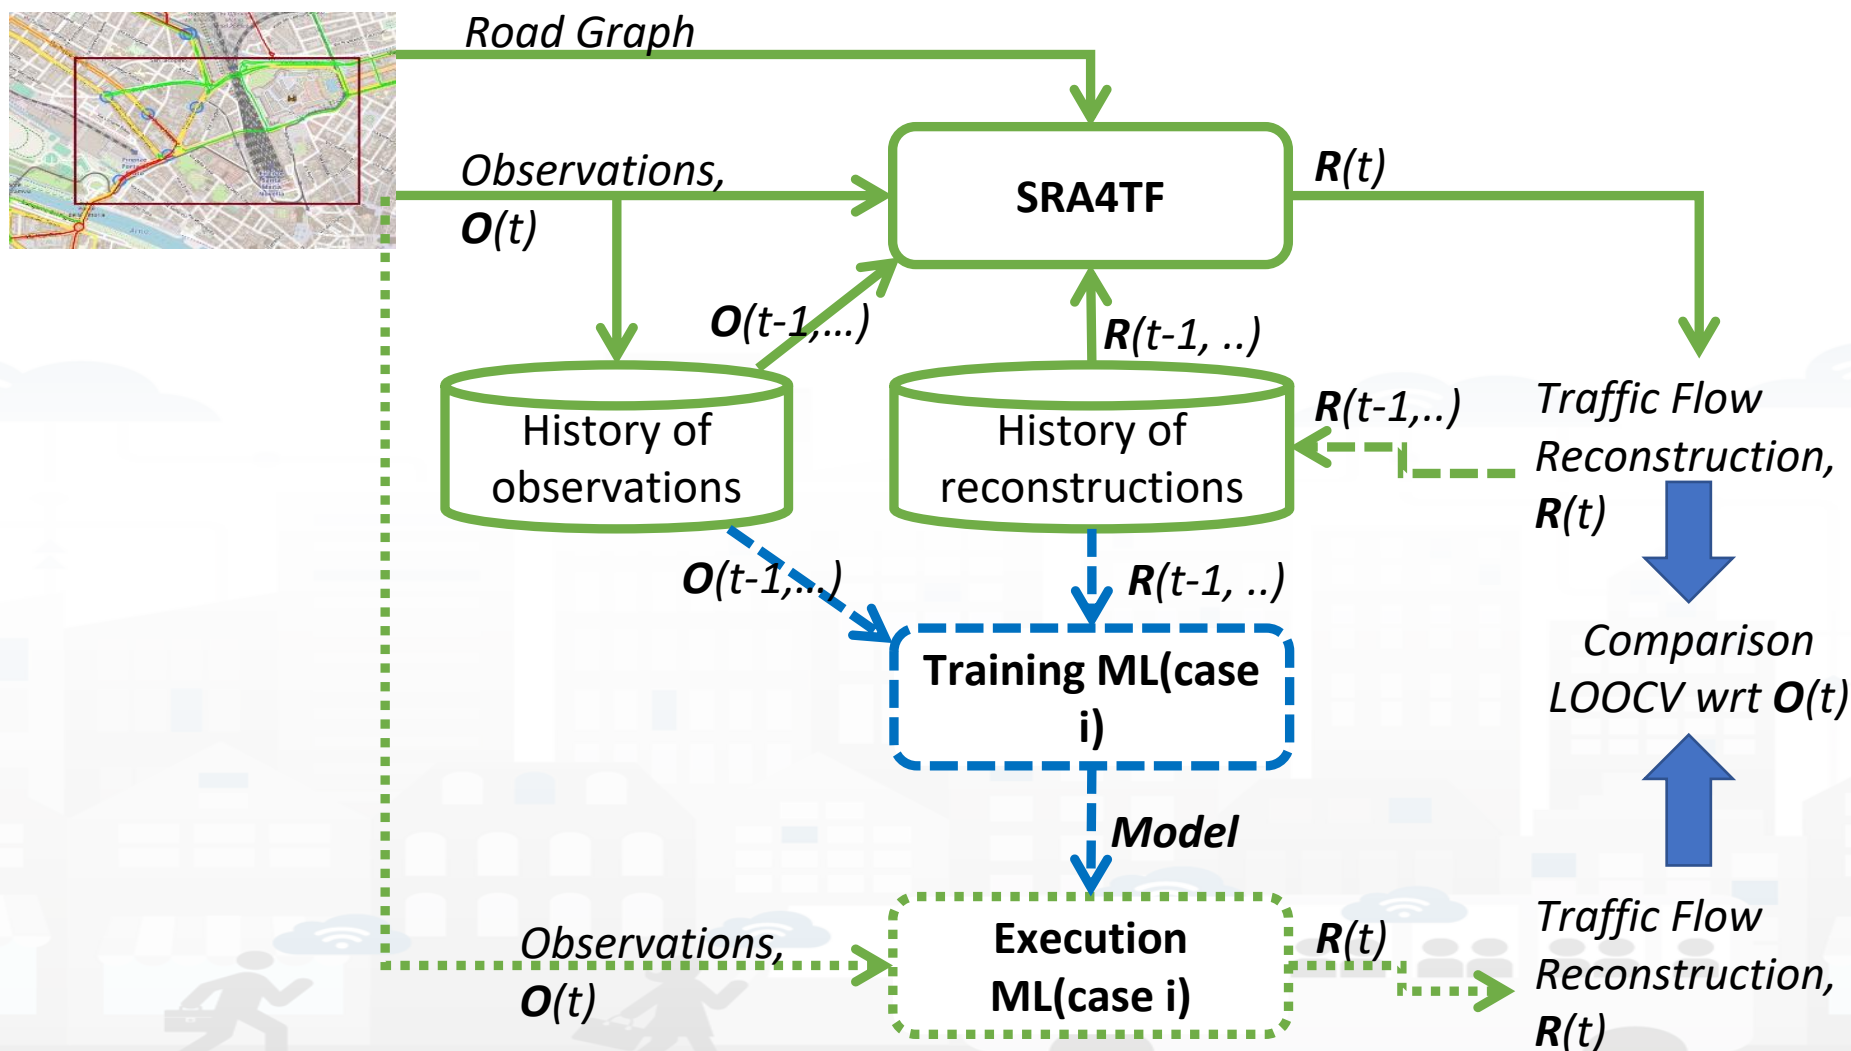 Road Graph
Observations,
O(t)
SRA4TF
R(t)
O(t-1,...)
R(t-1, ..)
History of
observations
History of
reconstructions
R(t-1,..)
Traffic Flow
Reconstruction,
R(t)
O(t-1,...)
R(t-1, ..)
Training ML(case
i)
Comparison
LOOCV wrt O(t)
Model
Observations,
O(t)
Execution
ML(case i)
R(t)
Traffic Flow
Reconstruction,
R(t)